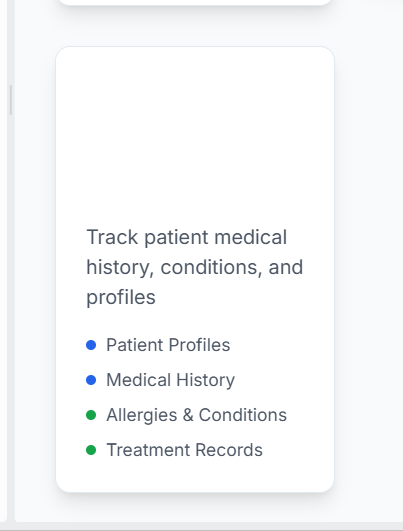 Track patient medical
history, conditions, and
profiles
Patient Profiles
Medical History
Allergies & Conditions
Treatment Records